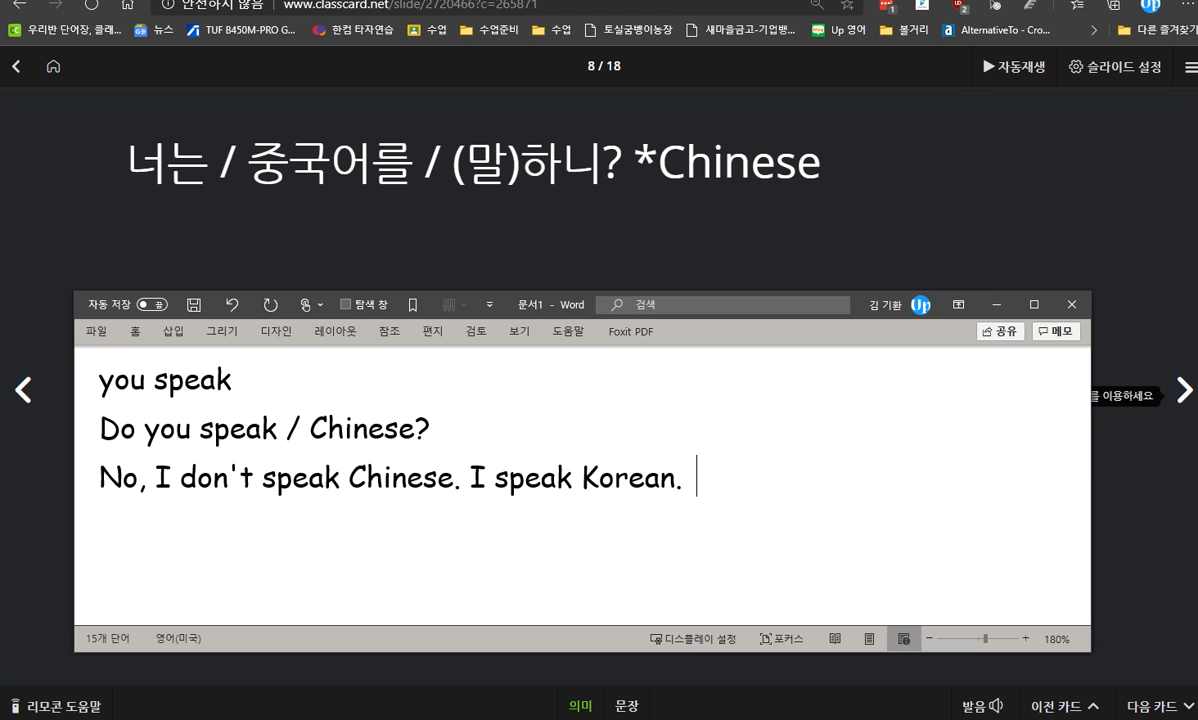 안전하지 않음 www.classcard.net/slide/2720466?c=265871
우리반 단어장, 클래... 뉴스 TUF B450M-PRO G... 한컴 타자연습 수업 수업준비 수업 토실굼벵이농장 새마을금고-기업뱅... Up 영어 볼거리 AlternativeTo - Cro... 다른 즐겨찾기
8 / 18 자동재생 슬라이드 설정
너는 / 중국어를 / (말)하니? *Chinese
자동 저장 끔 탐색 창 문서1 - Word 검색 김 기환 Up
파일 홈 삽입 그리기 디자인 레이아웃 참조 편지 검토 보기 도움말 Foxit PDF 공유 메모
you speak
를 이용하세요
Do you speak / Chinese?
No, I don't speak Chinese. I speak Korean.
15개 단어 영어(미국) 디스플레이 설정 포커스 180%
리모콘 도움말 의미 문장 발음 이전 카드 다음 카드